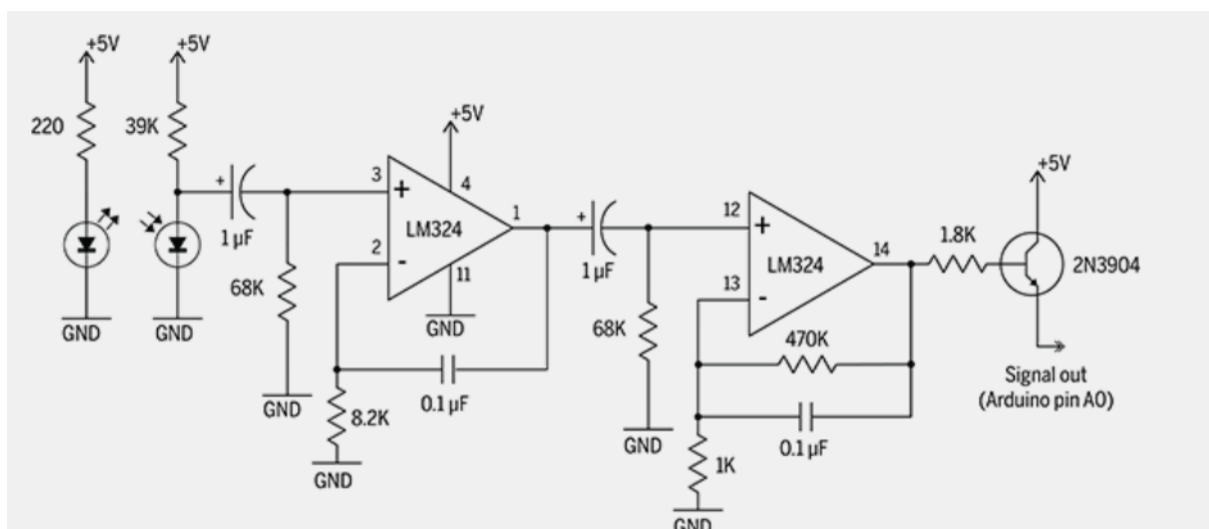 +5V
+5V
220
39K
+
1 µF
68K
GND
GND
GND
+5V
3
+
4
LM324
1
2
-
11
GND
0.1 µF
8.2K
GND
+
1 µF
68K
GND
12
+
LM324
14
13
-
470K
0.1 µF
1K
GND
1.8K
+5V
2N3904
Signal out
(Arduino pin A0)